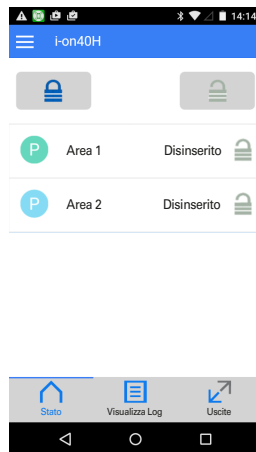 14:14
i-on40H
P Area 1 Disinserito
P Area 2 Disinserito
Stato Visualizza Log Uscite